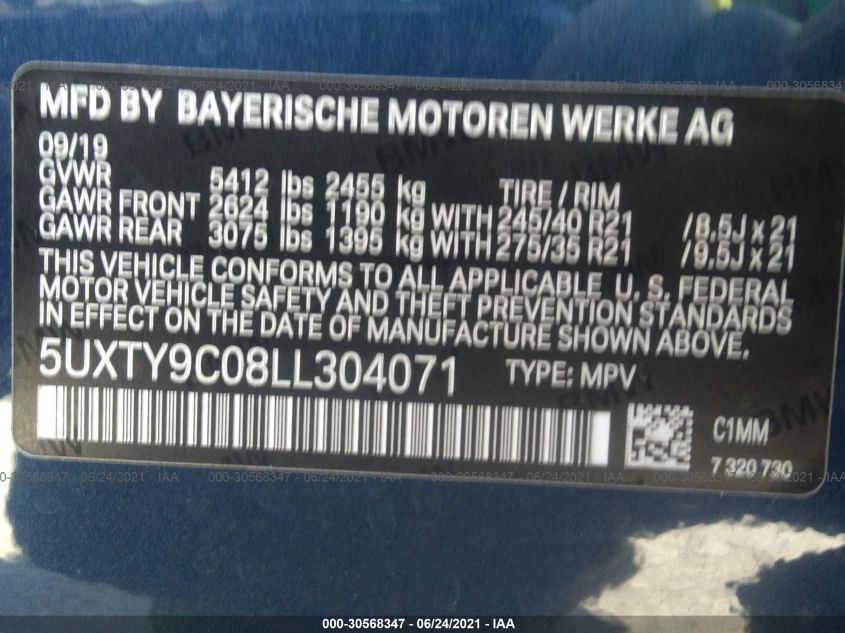 MFD BY BAYERISCHE MOTOREN WERKE AG
09/19
GVWR 5412 lbs 2455 kg TIRE / RIM
GAWR FRONT 2624 lbs 1190 kg WITH 245/40 R21 /8,5J x 21
GAWR REAR 3075 lbs 1395 kg WITH 275/35 R21 /9,5J x 21
THIS VEHICLE CONFORMS TO ALL APPLICABLE U. S. FEDERAL
MOTOR VEHICLE SAFETY AND THEFT PREVENTION STANDARDS
IN EFFECT ON THE DATE OF MANUFACTURE SHOWN ABOVE.
5UXTY9C08LL304071 TYPE: MPV
C1MM
7 320 730
000-30568347 - 06/24/2021 - IAA